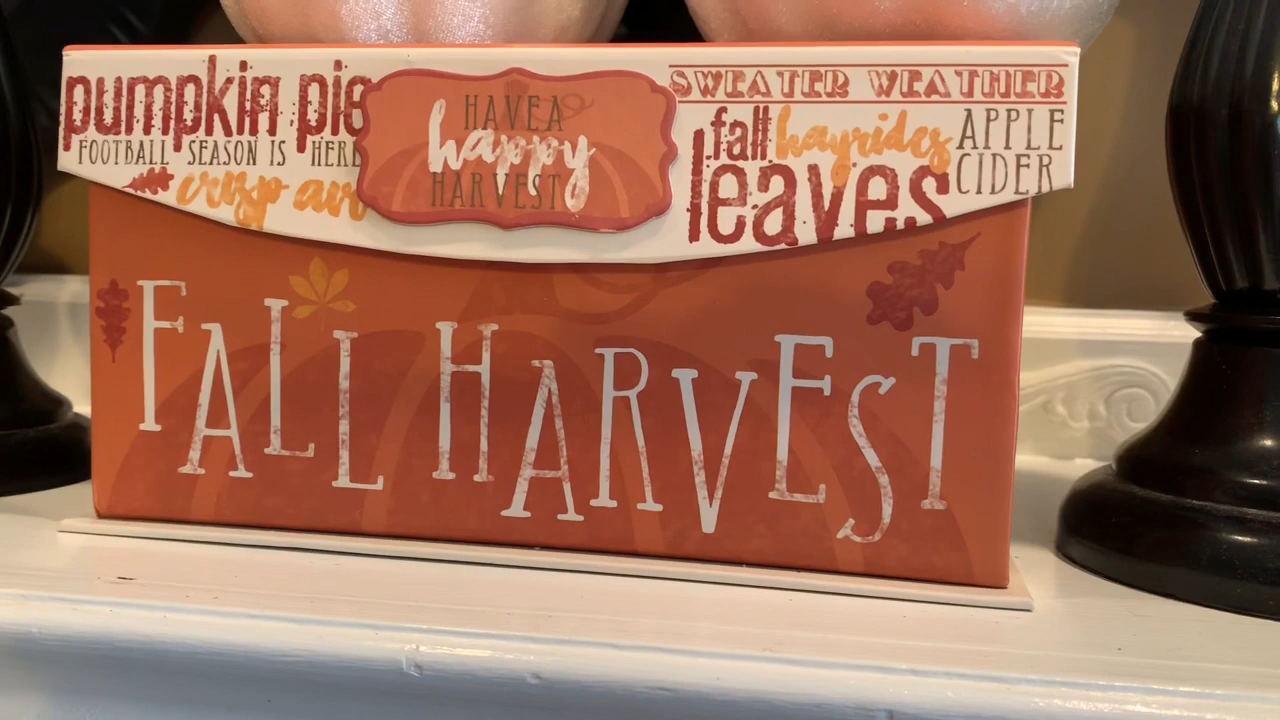 pumpkin pie
FOOTBALL SEASON IS HERE
crisp air
HAVE A
happy
HARVEST
SWEATER WEATHER
fall hayrides
leaves
APPLE
CIDER
FALL HARVEST